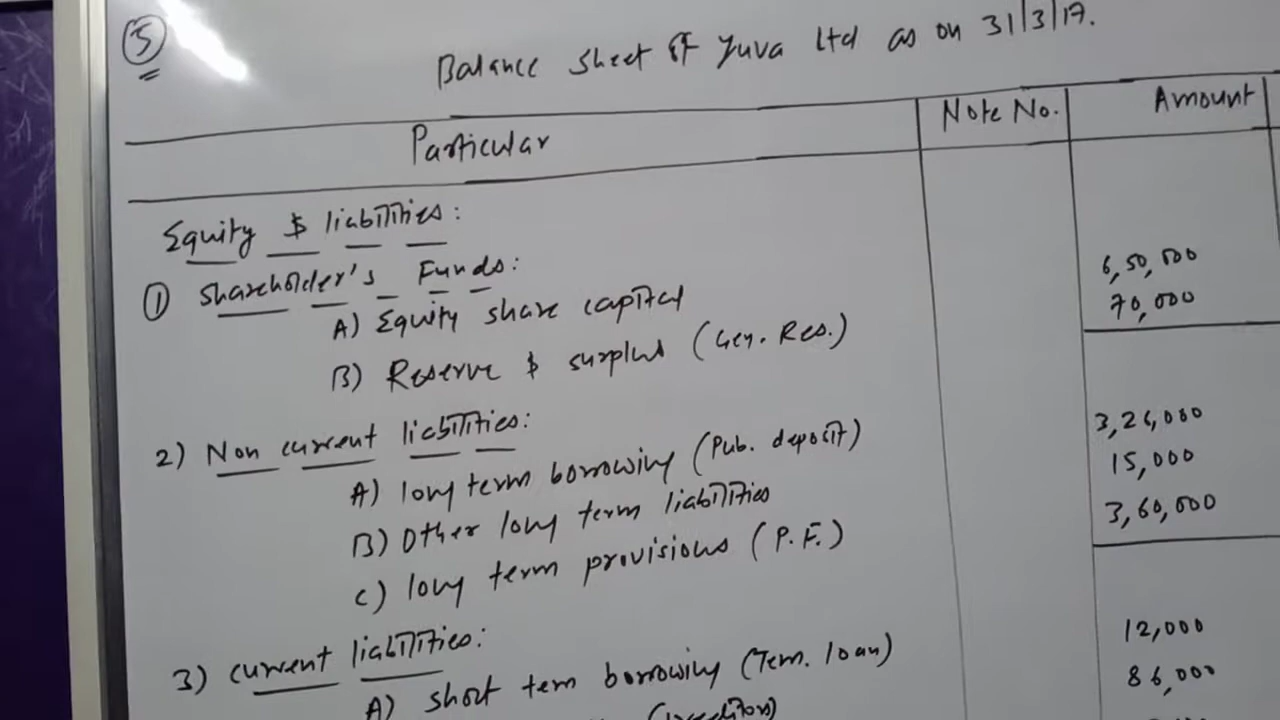 5
Balance sheet of Yuva Ltd as on 31/3/17.
Particular Note No. Amount
Equity & liabilities:
1 shareholder's Funds:
A) Equity share capital 6,50,000
B) Reserve & surplus (Gen. Res.) 70,000
2) Non current liabilities:
A) long term borrowing (Pub. deposit) 3,26,000
B) Other long term liabilities 15,000
C) long term provisions (P.F.) 3,60,000
3) current liabilities:
A) short term borrowing (Tem. loan) 12,000
(creditors) 86,000